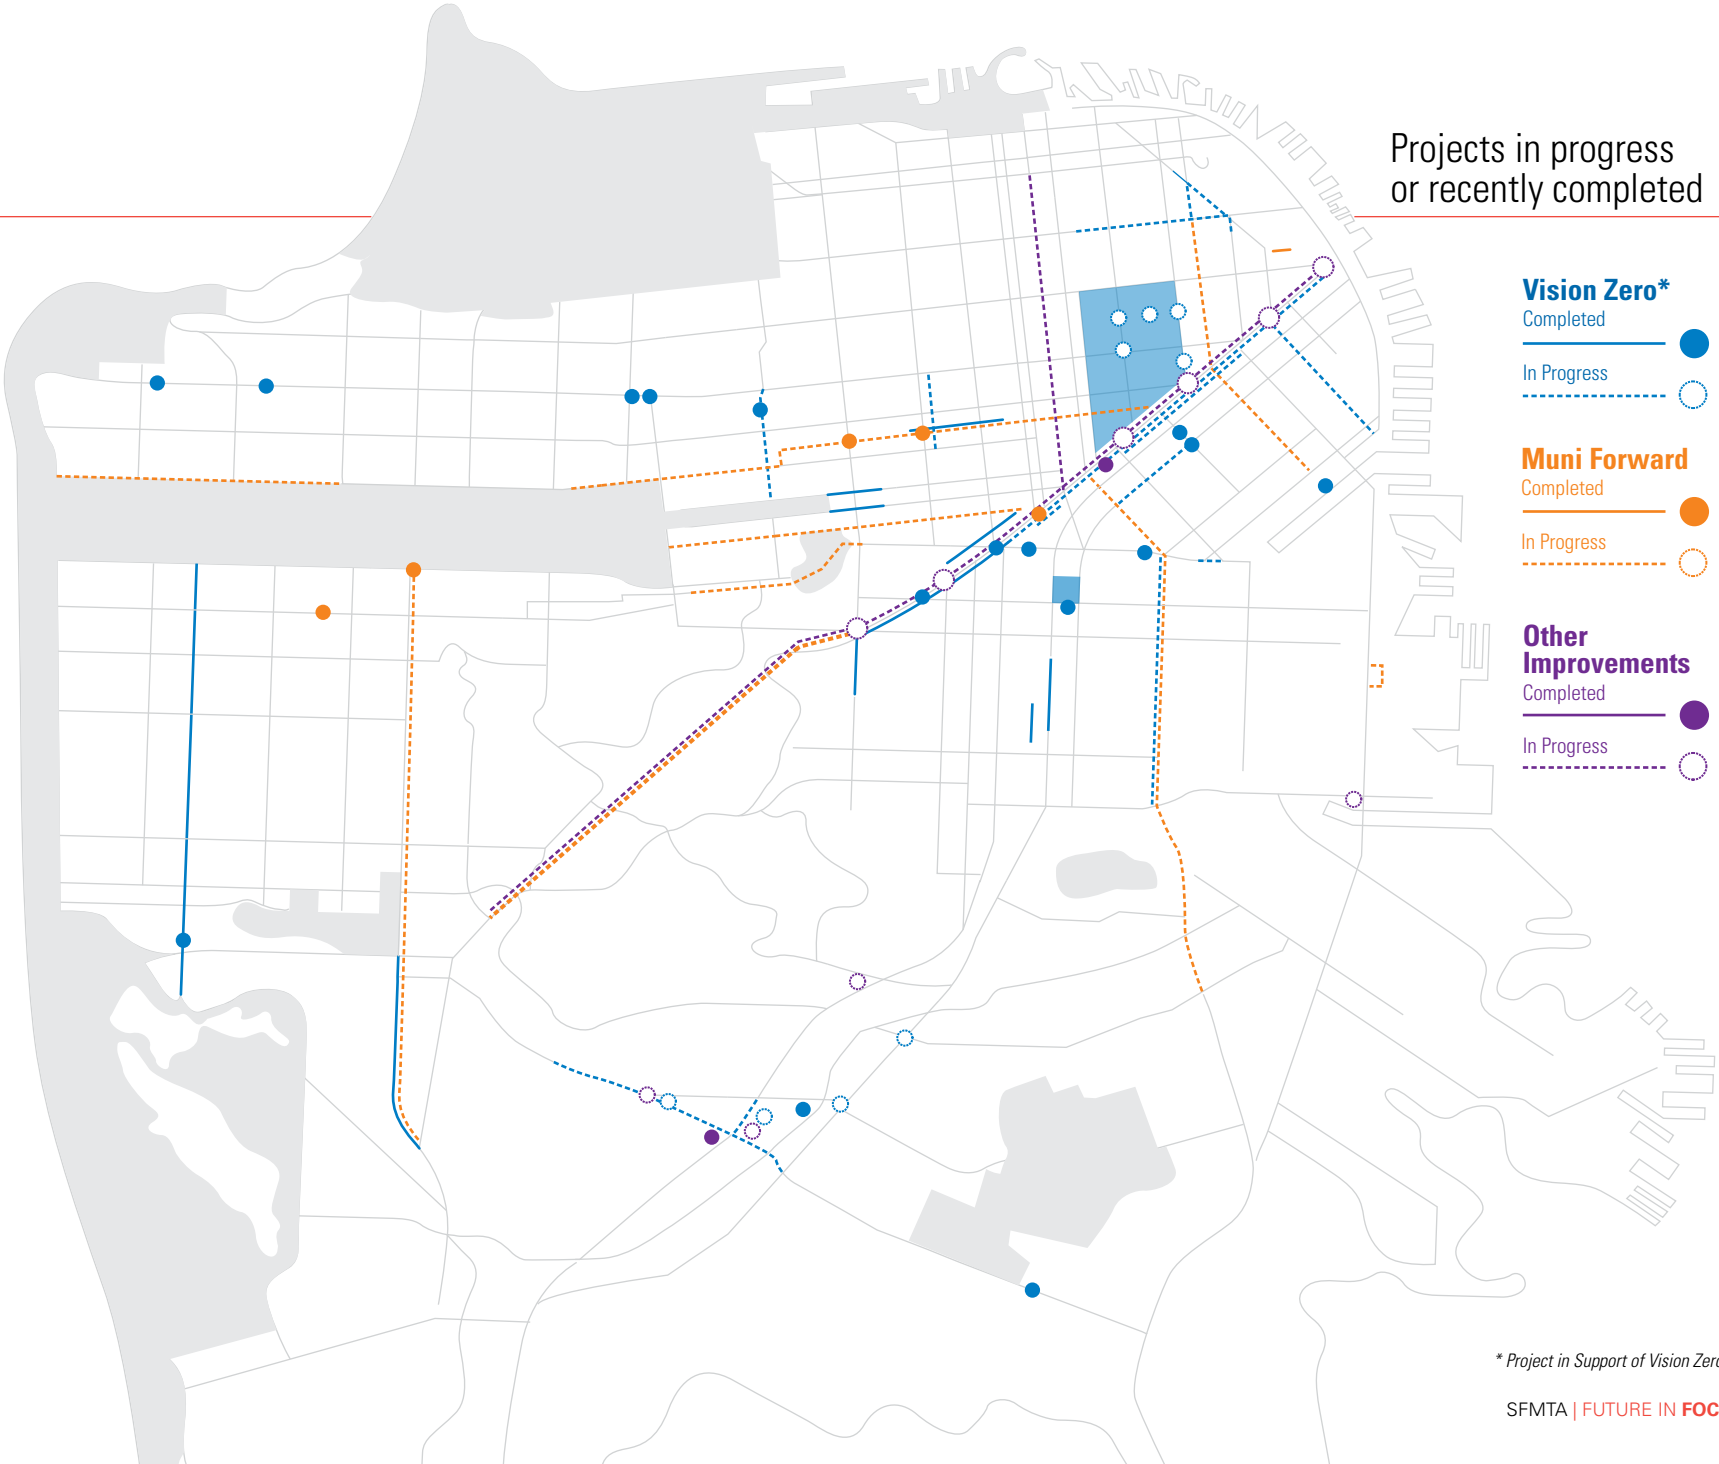 Projects in progress
or recently completed
Vision Zero*
Completed
In Progress
Muni Forward
Completed
In Progress
Other
Improvements
Completed
In Progress
* Project in Support of Vision Zero
SFMTA | FUTURE IN FOC